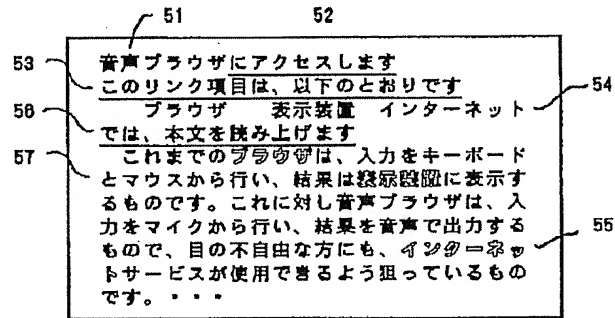 51 52
53 音声ブラウザにアクセスします
このリンク項目は、以下のとおりです
56 ブラウザ 表示装置 インターネット 54
では、本文を読み上げます
57 これまでのブラウザは、入力をキーボード
とマウスから行い、結果は表示装置に表示す
るものです。これに対し音声ブラウザは、入
力をマイクから行い、結果を音声で出力する
もので、目の不自由な方にも、インターネッ 55
トサービスが使用できるよう狙っているもの
です。・・・